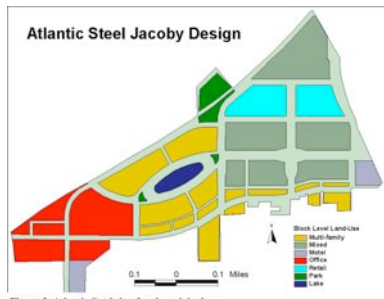 Atlantic Steel Jacoby Design
Block Level Land-Use
Multi-family
Mixed
Motel
Office
Retail
Park
Lake
0.1 0 0.1 Miles